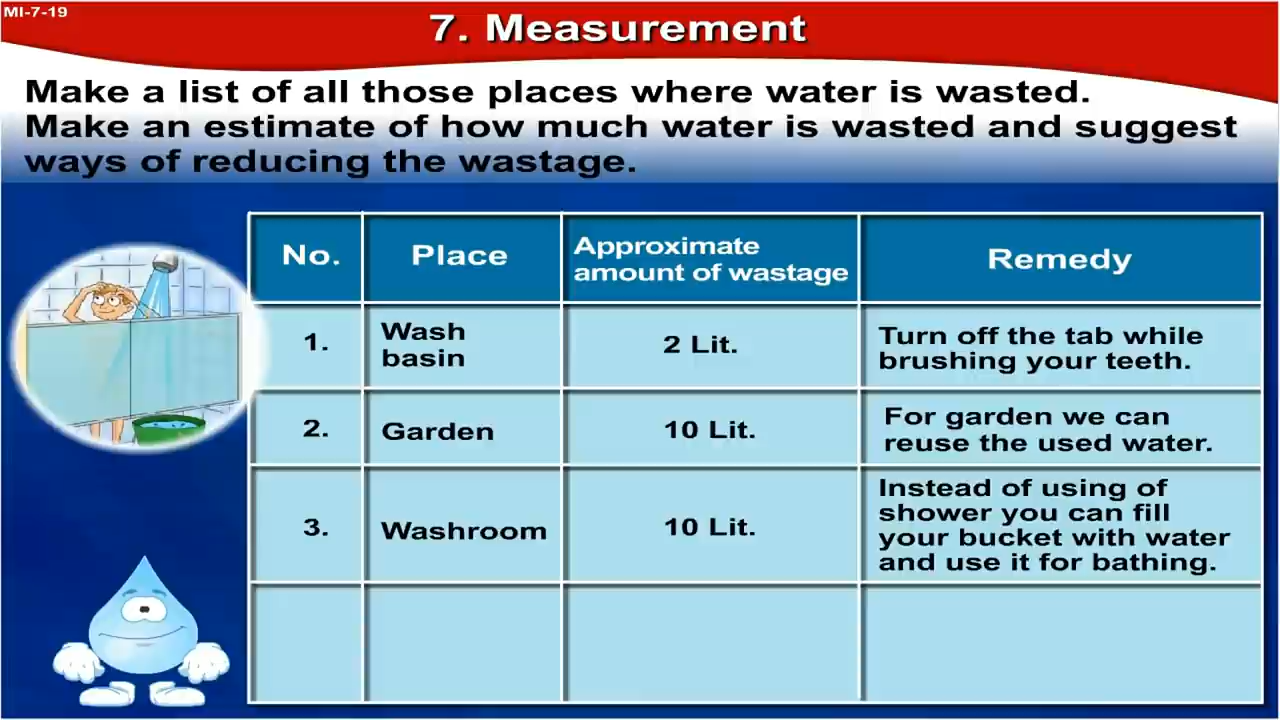 MI-7-19
7. Measurement
Make a list of all those places where water is wasted.
Make an estimate of how much water is wasted and suggest
ways of reducing the wastage.
No.
Place
Approximate
amount of wastage
Remedy
1.
Wash
basin
2 Lit.
Turn off the tab while
brushing your teeth.
2.
Garden
10 Lit.
For garden we can
reuse the used water.
3.
Washroom
10 Lit.
Instead of using of
shower you can fill
your bucket with water
and use it for bathing.